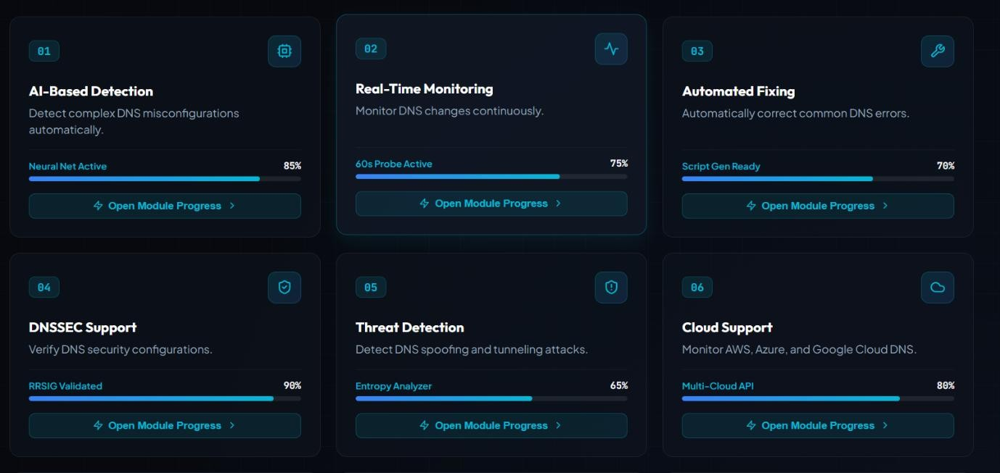 01
AI-Based Detection
Detect complex DNS misconfigurations
automatically.
Neural Net Active 85%
Open Module Progress
02
Real-Time Monitoring
Monitor DNS changes continuously.
60s Probe Active 75%
Open Module Progress
03
Automated Fixing
Automatically correct common DNS errors.
Script Gen Ready 70%
Open Module Progress
04
DNSSEC Support
Verify DNS security configurations.
RRSIG Validated 90%
Open Module Progress
05
Threat Detection
Detect DNS spoofing and tunneling attacks.
Entropy Analyzer 65%
Open Module Progress
06
Cloud Support
Monitor AWS, Azure, and Google Cloud DNS.
Multi-Cloud API 80%
Open Module Progress